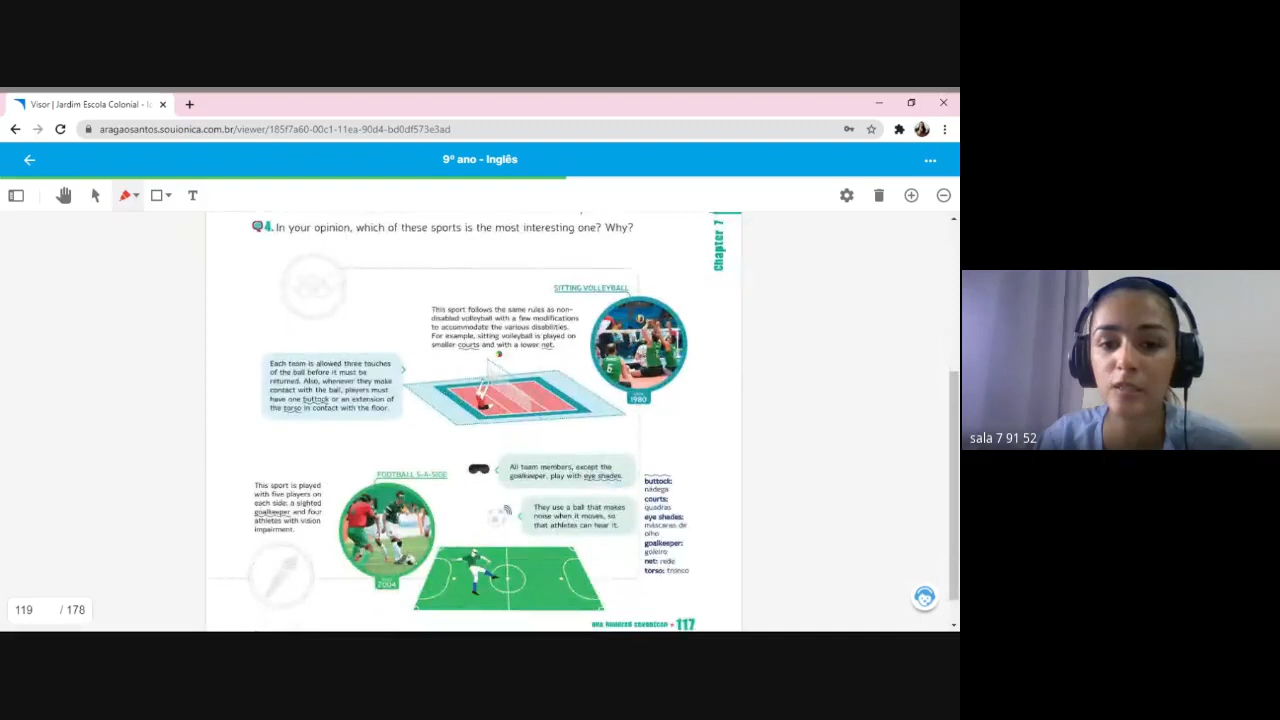 Visor | Jardim Escola Colonial - Io
aragaosantos.souionica.com.br/viewer/185f7a60-00c1-11ea-90d4-bd0df573e3ad
9º ano - Inglês
T
4. In your opinion, which of these sports is the most interesting one? Why?
Chapter 7
SITTING VOLLEYBALL
This sport follows the same rules as non-
disabled volleyball with a few modifications
to accommodate the various disabilities.
For example, sitting volleyball is played on
smaller courts and with a lower net.
Each team is allowed three touches
of the ball before it must be
returned. Also, whenever they make
contact with the ball, players must
have one buttock or an extension of
the torso in contact with the floor.
1980
FOOTBALL 5-A-SIDE
This sport is played
with five players on
each side: a sighted
goalkeeper and four
athletes with vision
impairment.
All team members, except the
goalkeeper, play with eye shades.
They use a ball that makes
noise when it moves, so
that athletes can hear it.
2004
buttock:
nádega
courts:
quadras
eye shades:
máscaras de
olho
goalkeeper:
goleiro
net: rede
torso: tronco
119 / 178
one hundred seventeen • 117
sala 7 91 52